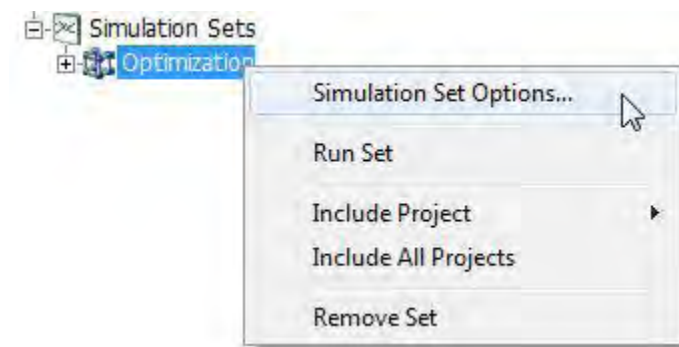 Simulation Sets
Optimization
Simulation Set Options...
Run Set
Include Project
Include All Projects
Remove Set